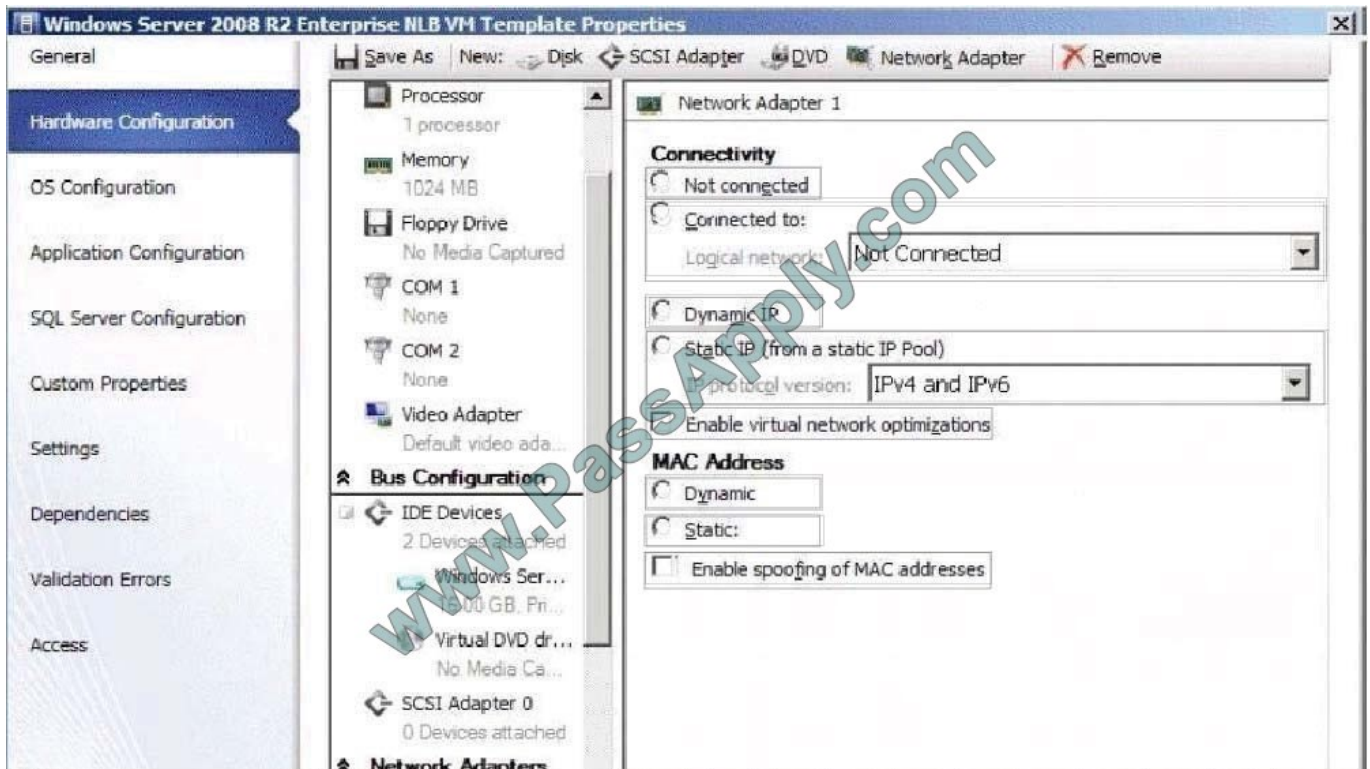 Windows Server 2008 R2 Enterprise NLB VM Template Properties
General
Hardware Configuration
OS Configuration
Application Configuration
SQL Server Configuration
Custom Properties
Settings
Dependencies
Validation Errors
Access
Save As New: Disk SCSI Adapter DVD Network Adapter Remove
Processor
1 processor
Memory
1024 MB
Floppy Drive
No Media Captured
COM 1
None
COM 2
None
Video Adapter
Default video ada...
Bus Configuration
IDE Devices
2 Devices attached
Windows Ser...
16.00 GB, Pri...
Virtual DVD dr...
No Media Ca...
SCSI Adapter 0
0 Devices attached
Network Adapters
Network Adapter 1
Connectivity
Not connected
Connected to:
Logical network: Not Connected
Dynamic IP
Static IP (from a static IP Pool)
IP protocol version: IPv4 and IPv6
Enable virtual network optimizations
MAC Address
Dynamic
Static:
Enable spoofing of MAC addresses
www.PassApply.com